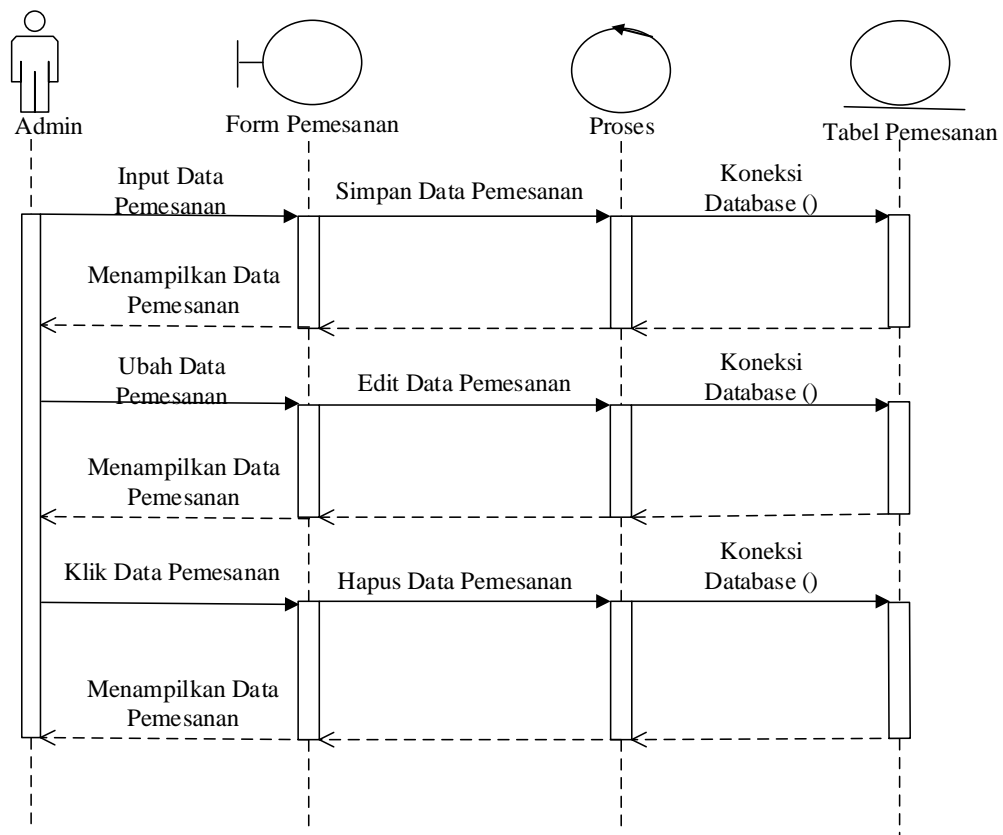 Admin
Form Pemesanan
Proses
Tabel Pemesanan
Input Data
Pemesanan
Simpan Data Pemesanan
Koneksi
Database ()
Menampilkan Data
Pemesanan
Ubah Data
Pemesanan
Edit Data Pemesanan
Koneksi
Database ()
Menampilkan Data
Pemesanan
Klik Data Pemesanan
Hapus Data Pemesanan
Koneksi
Database ()
Menampilkan Data
Pemesanan